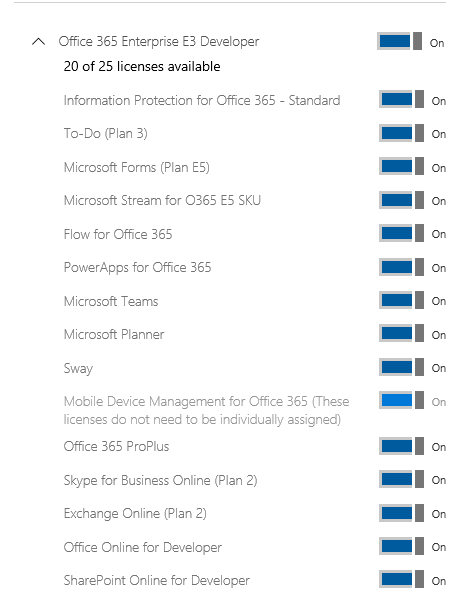 Office 365 Enterprise E3 Developer On
20 of 25 licenses available
Information Protection for Office 365 - Standard On
To-Do (Plan 3) On
Microsoft Forms (Plan E5) On
Microsoft Stream for O365 E5 SKU On
Flow for Office 365 On
PowerApps for Office 365 On
Microsoft Teams On
Microsoft Planner On
Sway On
Mobile Device Management for Office 365 (These On
licenses do not need to be individually assigned)
Office 365 ProPlus On
Skype for Business Online (Plan 2) On
Exchange Online (Plan 2) On
Office Online for Developer On
SharePoint Online for Developer On